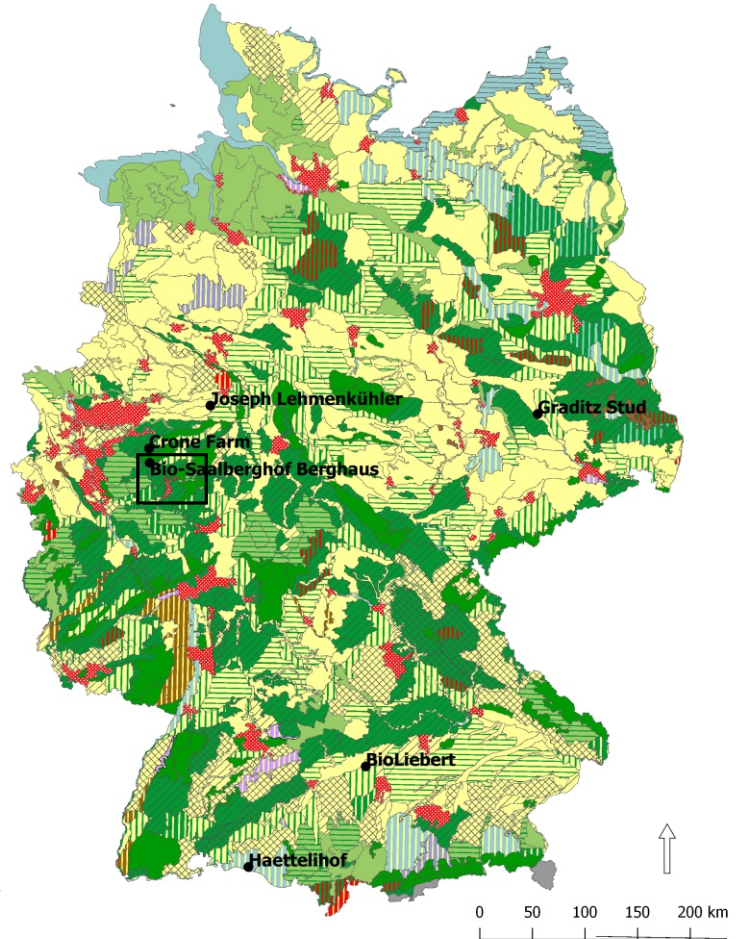 Joseph Lehmenkühler
Graditz Stud
Crone Farm
Bio-Saalberghof Berghaus
BioLiebert
Haettelihof
0 50 100 150 200 km